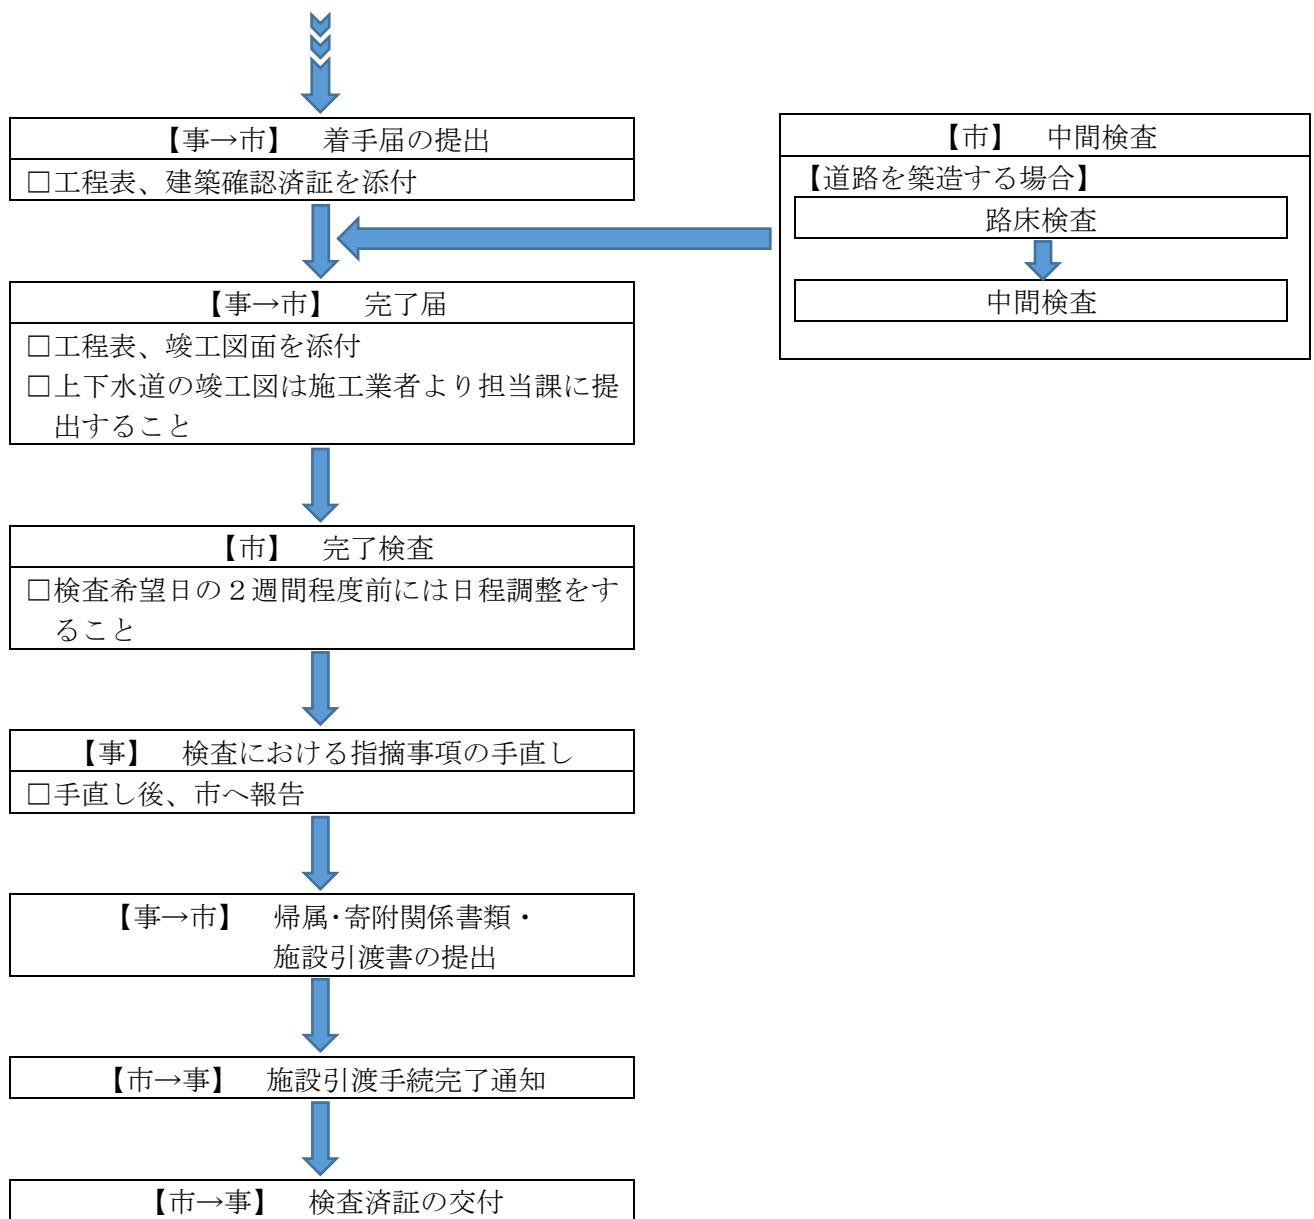 【事→市】　着手届の提出
□工程表、建築確認済証を添付
【市】　中間検査
【道路を築造する場合】
路床検査
中間検査
【事→市】　完了届
□工程表、竣工図面を添付
□上下水道の竣工図は施工業者より担当課に提
出すること
【市】　完了検査
□検査希望日の２週間程度前には日程調整をす
ること
【事】　検査における指摘事項の手直し
□手直し後、市へ報告
【事→市】　帰属・寄附関係書類・
施設引渡書の提出
【市→事】　施設引渡手続完了通知
【市→事】　検査済証の交付